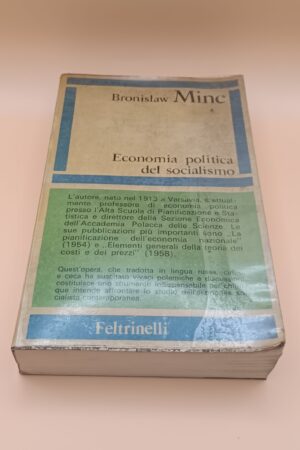 Bronisław Minc
Economia politica
del socialismo
L'autore, nato nel 1913 a Varsavia, è attual-
mente professore di economia politica
presso l'Alta Scuola di Pianificazione e Sta-
tistica e direttore della Sezione Economica
dell'Accademia Polacca delle Scienze. Le
sue pubblicazioni più importanti sono „La
pianificazione dell'economia nazionale"
(1954) e „Elementi generali della teoria dei
costi e dei prezzi" (1958).
Quest'opera, che tradotta in lingua russa,
e ceca ha suscitato vivaci polemiche e discussioni,
costituisce uno strumento indispensabile per chi
que intende affrontare lo studio dell'economia so-
cialista contemporanea.
Feltrinelli